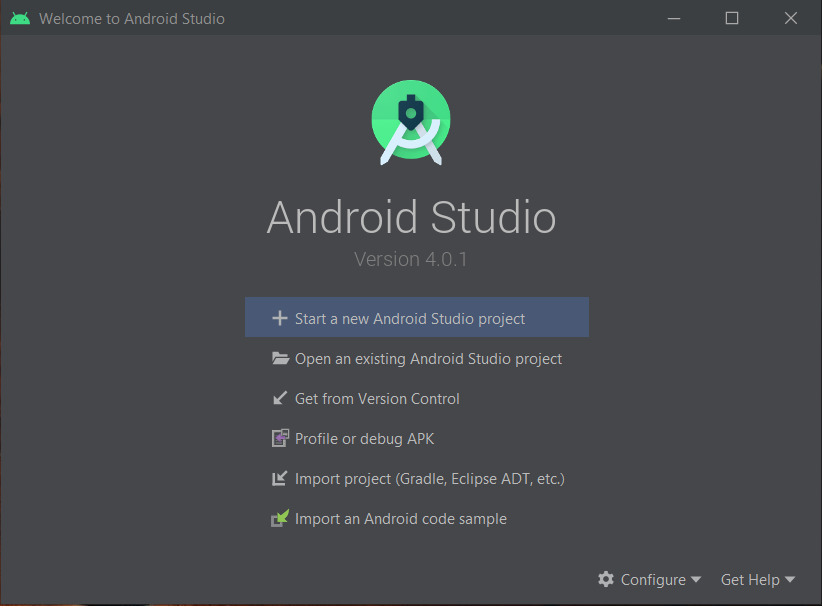 Welcome to Android Studio
Android Studio
Version 4.0.1
Start a new Android Studio project
Open an existing Android Studio project
Get from Version Control
Profile or debug APK
Import project (Gradle, Eclipse ADT, etc.)
Import an Android code sample
Configure Get Help